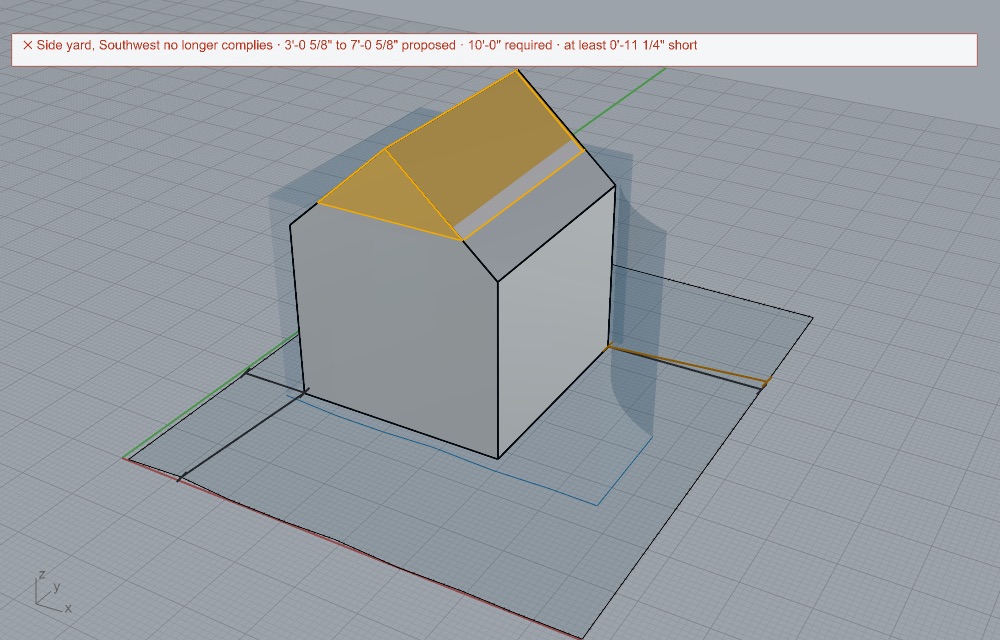 × Side yard, Southwest no longer complies · 3'-0 5/8" to 7'-0 5/8" proposed · 10'-0" required · at least 0'-11 1/4" short
z
y
x